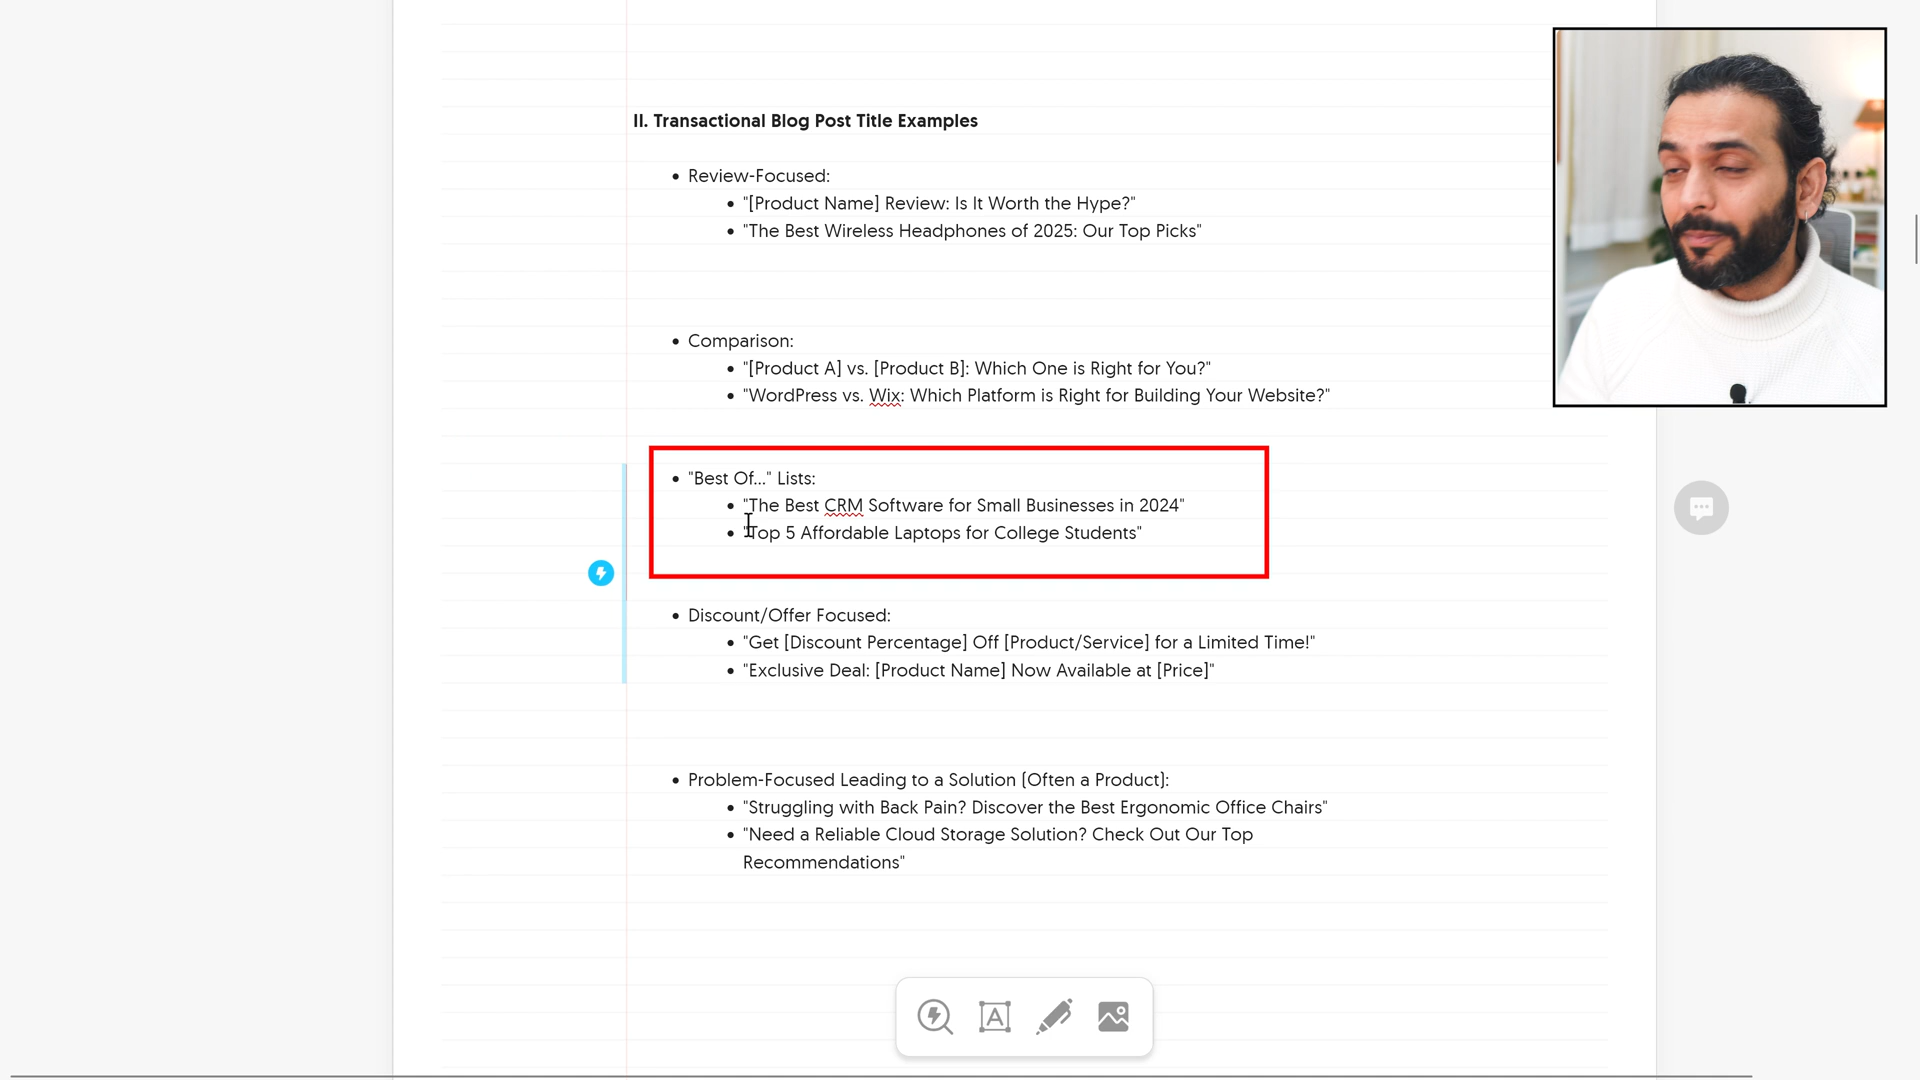 II. Transactional Blog Post Title Examples
• Review-Focused:
• "[Product Name] Review: Is It Worth the Hype?"
• "The Best Wireless Headphones of 2025: Our Top Picks"
• Comparison:
• "[Product A] vs. [Product B]: Which One is Right for You?"
• "WordPress vs. Wix: Which Platform is Right for Building Your Website?"
• "Best Of..." Lists:
• "The Best CRM Software for Small Businesses in 2024"
• "Top 5 Affordable Laptops for College Students"
• Discount/Offer Focused:
• "Get [Discount Percentage] Off [Product/Service] for a Limited Time!"
• "Exclusive Deal: [Product Name] Now Available at [Price]"
• Problem-Focused Leading to a Solution (Often a Product):
• "Struggling with Back Pain? Discover the Best Ergonomic Office Chairs"
• "Need a Reliable Cloud Storage Solution? Check Out Our Top
Recommendations"
A